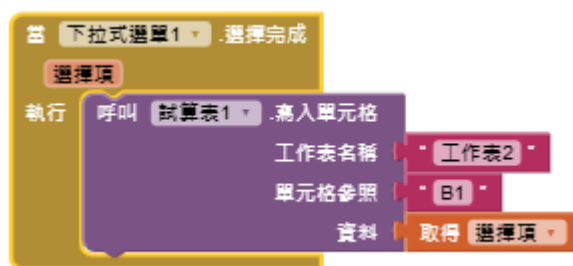 當 下拉式選單1 .選擇完成
選擇項
執行 呼叫 試算表1 .寫入單元格
工作表名稱 " 工作表2 "
單元格參照 " B1 "
資料 取得 選擇項